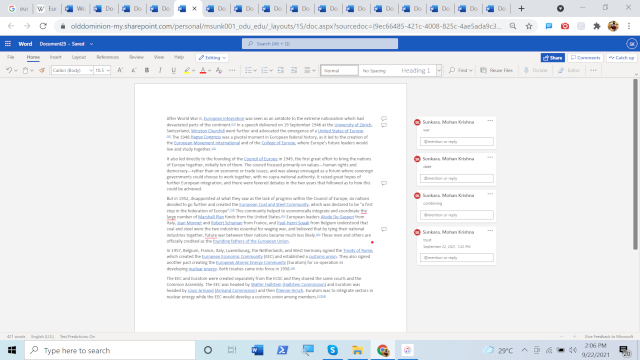 olddominion-my.sharepoint.com/personal/msunk001_odu_edu/_layouts/15/doc.aspx?sourcedoc={9ec66485-421c-4008-825c-4ae5ada9c3...
Word Document25 - Saved
Search (Alt + Q)
SK
File Home Insert Layout References Review View Help Editing
Share Editor Comments Catch up
Calibri (Body) 10.5 Normal No Spacing Heading 1 Find Reuse Files
After World War II, European integration was seen as an antidote to the extreme nationalism which had
devastated parts of the continent. In a speech delivered on 19 September 1946 at the University of Zürich,
Switzerland, Winston Churchill went further and advocated the emergence of a United States of Europe.
The 1948 Hague Congress was a pivotal moment in European federal history, as it led to the creation of
the European Movement International and of the College of Europe, where Europe's future leaders would
live and study together.
It also led directly to the founding of the Council of Europe in 1949, the first great effort to bring the nations
of Europe together, initially ten of them. The council focused primarily on values—human rights and
democracy—rather than on economic or trade issues, and was always envisaged as a forum where sovereign
governments could choose to work together, with no supra-national authority. It raised great hopes of
further European integration, and there were fevered debates in the two years that followed as to how this
could be achieved.
But in 1952, disappointed at what they saw as the lack of progress within the Council of Europe, six nations
decided to go further and created the European Coal and Steel Community, which was declared to be "a first
step in the federation of Europe". This community helped to economically integrate and coordinate the
large number of Marshall Plan funds from the United States. European leaders Alcide De Gasperi from
Italy, Jean Monnet and Robert Schuman from France, and Paul-Henri Spaak from Belgium understood that
coal and steel were the two industries essential for waging war, and believed that by tying their national
industries together, future war between their nations became much less likely. These men and others are
officially credited as the founding fathers of the European Union.
In 1957, Belgium, France, Italy, Luxembourg, the Netherlands, and West Germany signed the Treaty of Rome,
which created the European Economic Community (EEC) and established a customs union. They also signed
another pact creating the European Atomic Energy Community (Euratom) for co-operation in
developing nuclear energy. Both treaties came into force in 1958.
The EEC and Euratom were created separately from the ECSC and they shared the same courts and the
Common Assembly. The EEC was headed by Walter Hallstein (Hallstein Commission) and Euratom was
headed by Louis Armand (Armand Commission) and then Étienne Hirsch. Euratom was to integrate sectors in
nuclear energy while the EEC would develop a customs union among members.
Sunkara, Mohan Krishna
war
@mention or reply
Sunkara, Mohan Krishna
@mention or reply
Sunkara, Mohan Krishna
@mention or reply
Sunkara, Mohan Krishna
September 22, 2021
@mention or reply
421 words English (U.S.) Text Predictions: On
Give Feedback to Microsoft
Type here to search
29°C
2:06 PM
9/22/2021